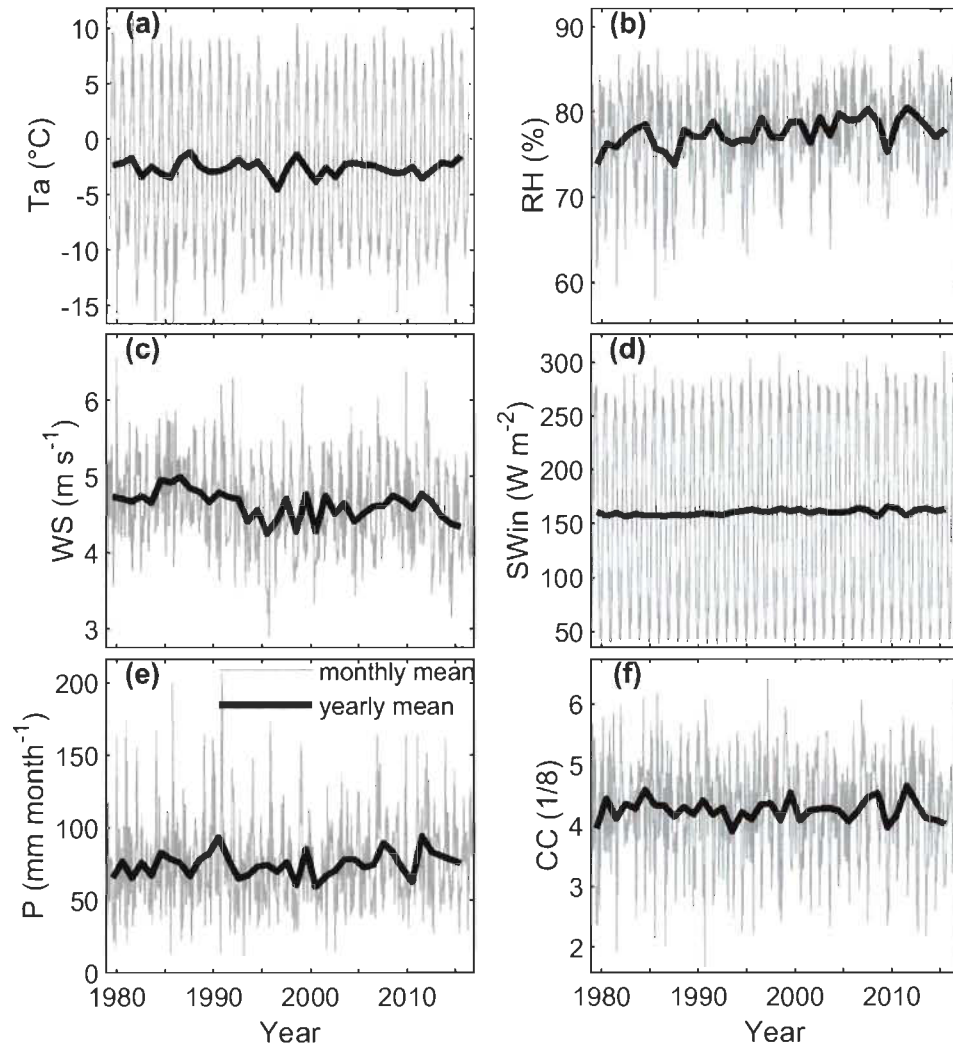 (a)
10
5
0
-5
-10
-15
Ta (°C)
(b)
90
80
70
60
RH (%)
(c)
6
5
4
3
WS (m s⁻¹)
(d)
300
250
200
150
100
50
SWin (W m⁻²)
(e)
monthly mean
yearly mean
200
150
100
50
0
P (mm month⁻¹)
1980 1990 2000 2010
Year
(f)
6
5
4
3
2
CC (1/8)
1980 1990 2000 2010
Year